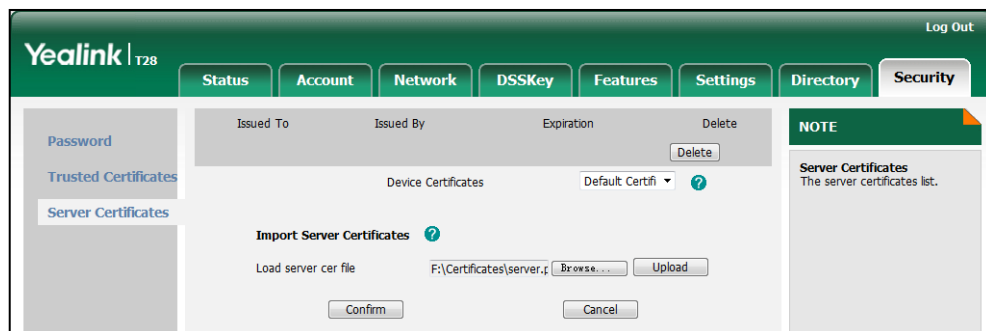 Log Out
Yealink T28
Status Account Network DSSKey Features Settings Directory Security
Password
Trusted Certificates
Server Certificates
Issued To Issued By Expiration Delete
Delete
Device Certificates Default Certifi
Import Server Certificates
Load server cer file F:\Certificates\server.p Browse... Upload
Confirm Cancel
NOTE
Server Certificates
The server certificates list.